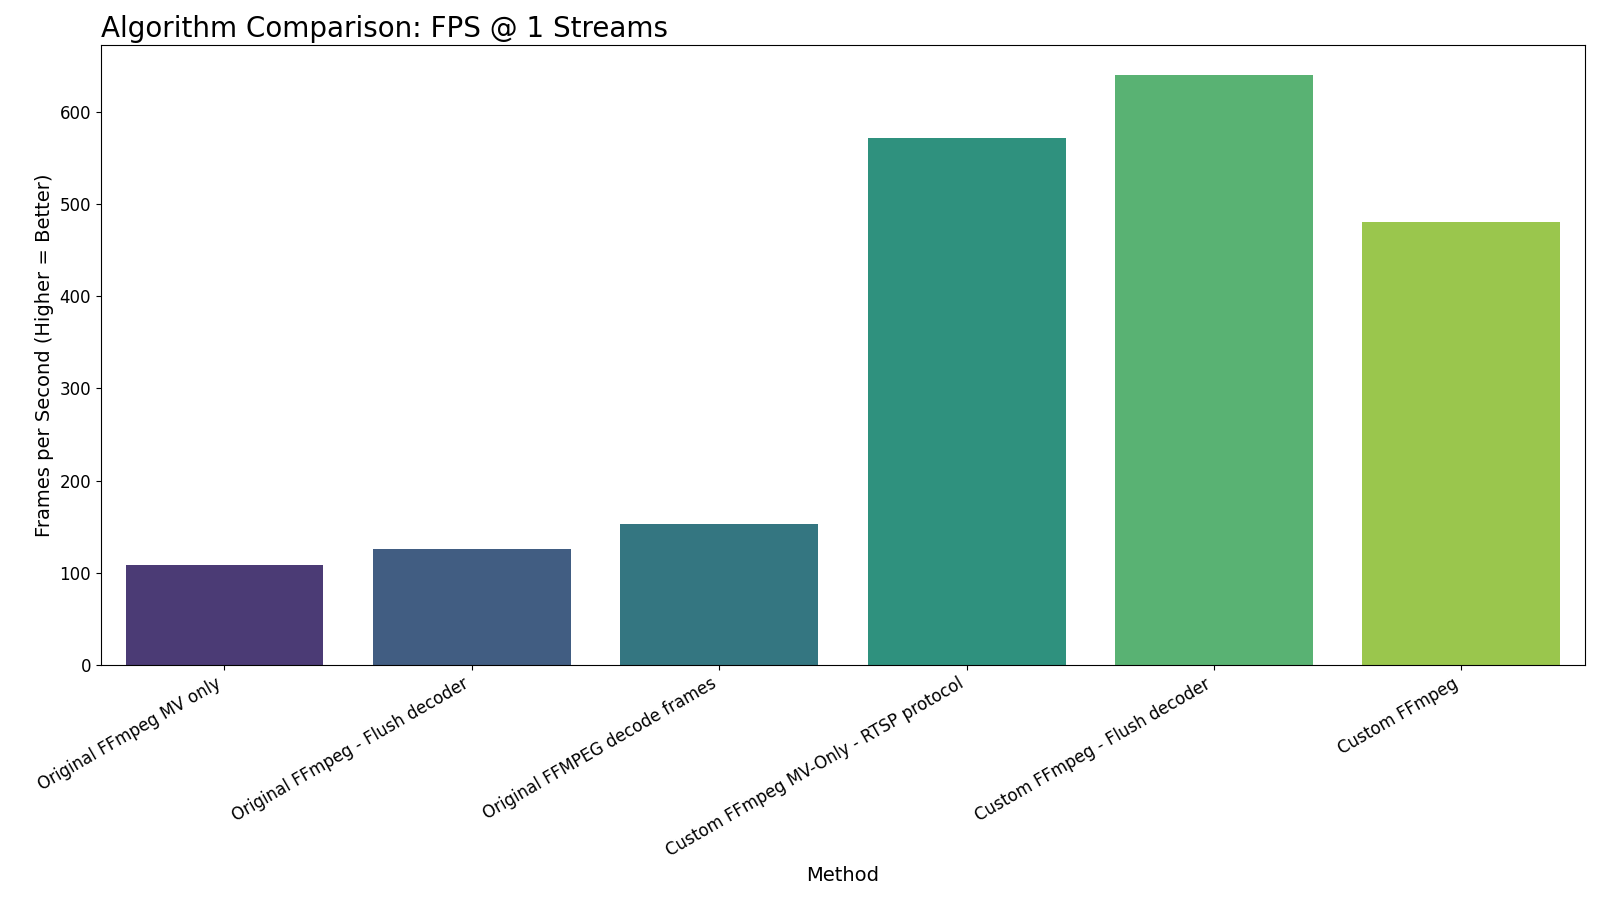 Algorithm Comparison: FPS @ 1 Streams
Frames per Second (Higher = Better)
600
500
400
300
200
100
0
Original FFmpeg MV only
Original FFmpeg - Flush decoder
Original FFMPEG decode frames
Custom FFmpeg MV-Only - RTSP protocol
Custom FFmpeg - Flush decoder
Custom FFmpeg
Method